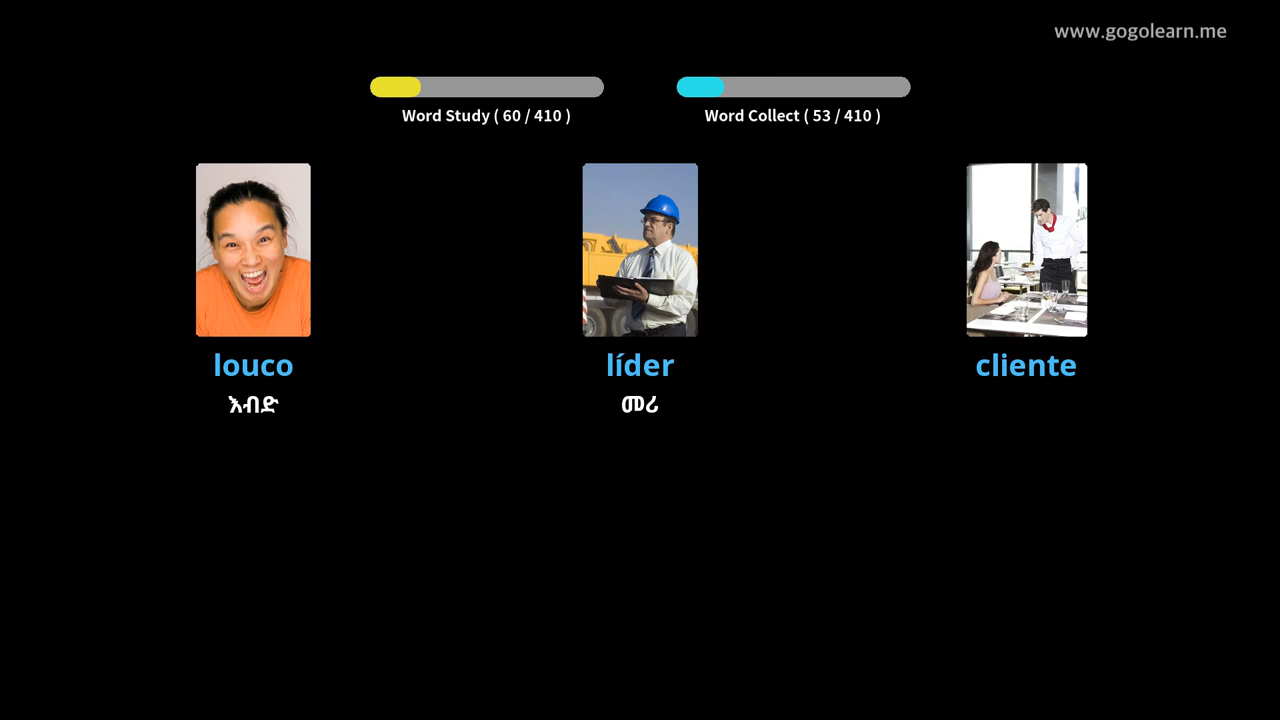 www.gogolearn.me
Word Study ( 60 / 410 )
Word Collect ( 53 / 410 )
louco
líder
cliente
እብድ
መሪ